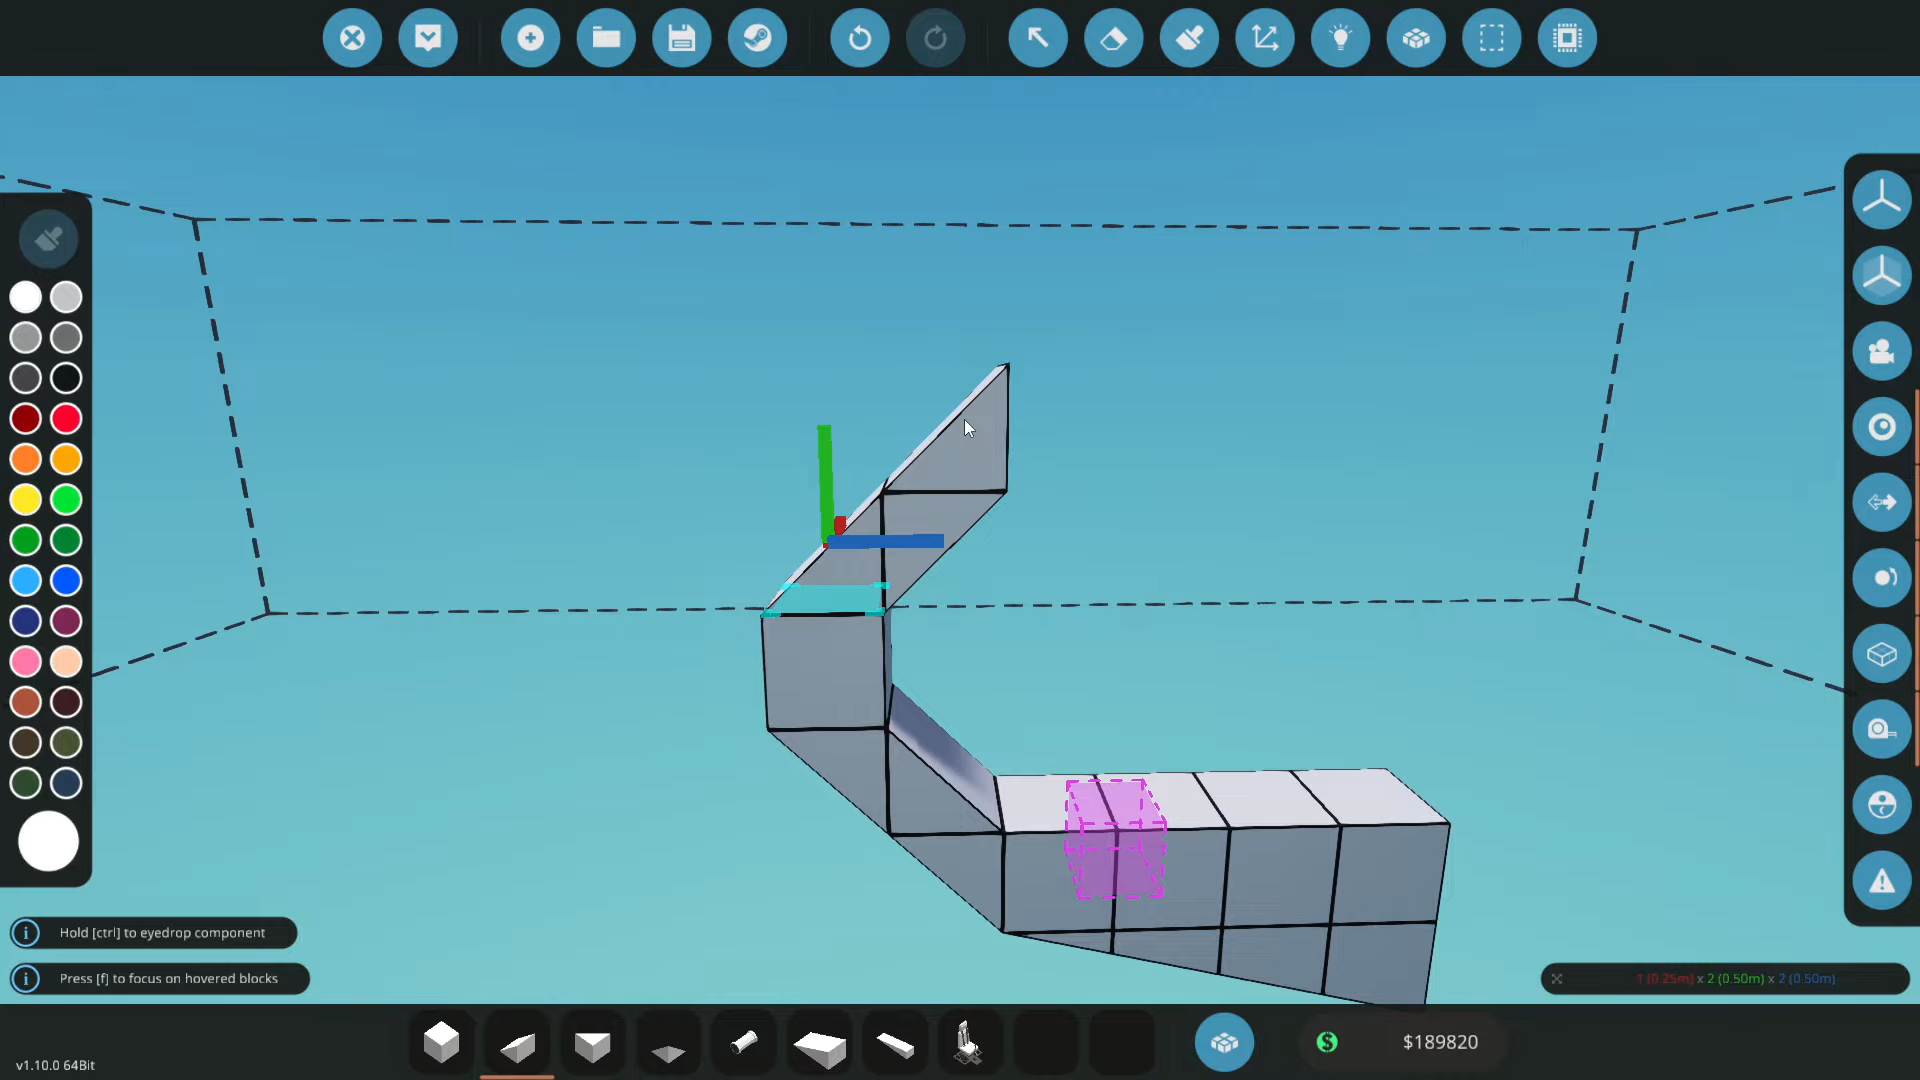 Hold [ctrl] to eyedrop component
Press [f] to focus on hovered blocks
1 (0.25m) x 2 (0.50m) x 2 (0.50m)
$189820
v1.10.0 64Bit